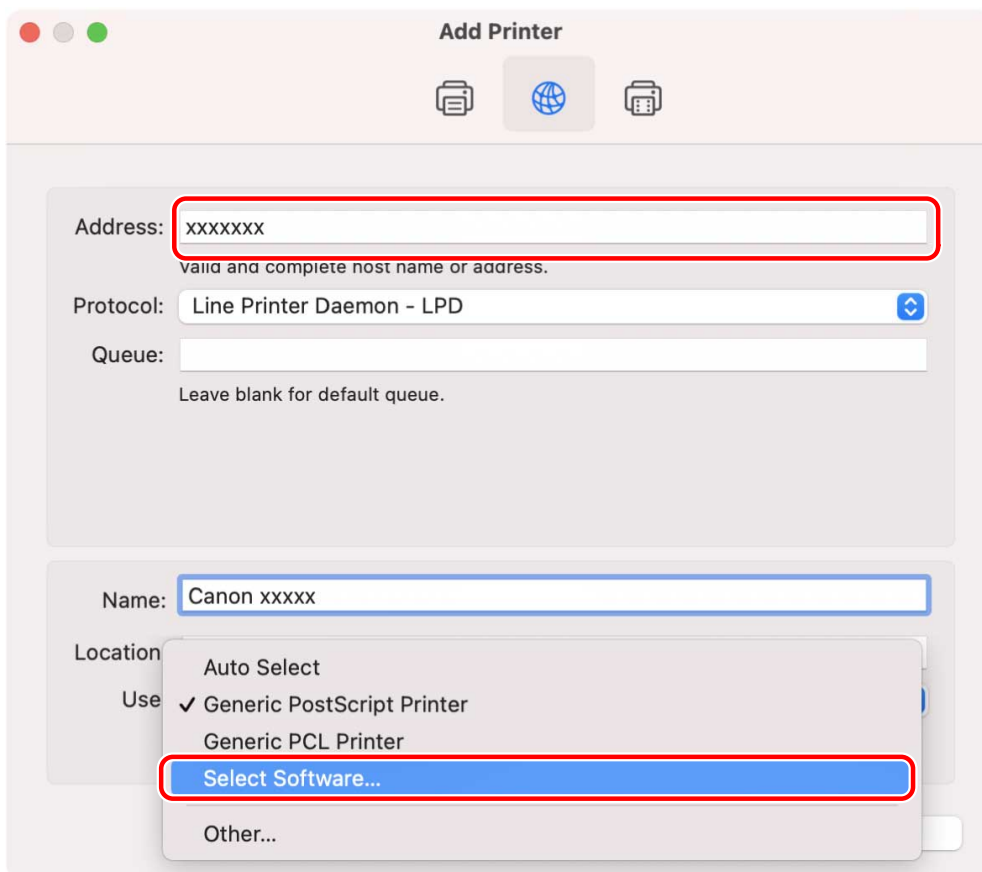 Add Printer
Address: xxxxxxx
Valid and complete host name or address.
Protocol: Line Printer Daemon - LPD
Queue:
Leave blank for default queue.
Name: Canon xxxxx
Location
Auto Select
Use ✓ Generic PostScript Printer
Generic PCL Printer
Select Software...
Other...